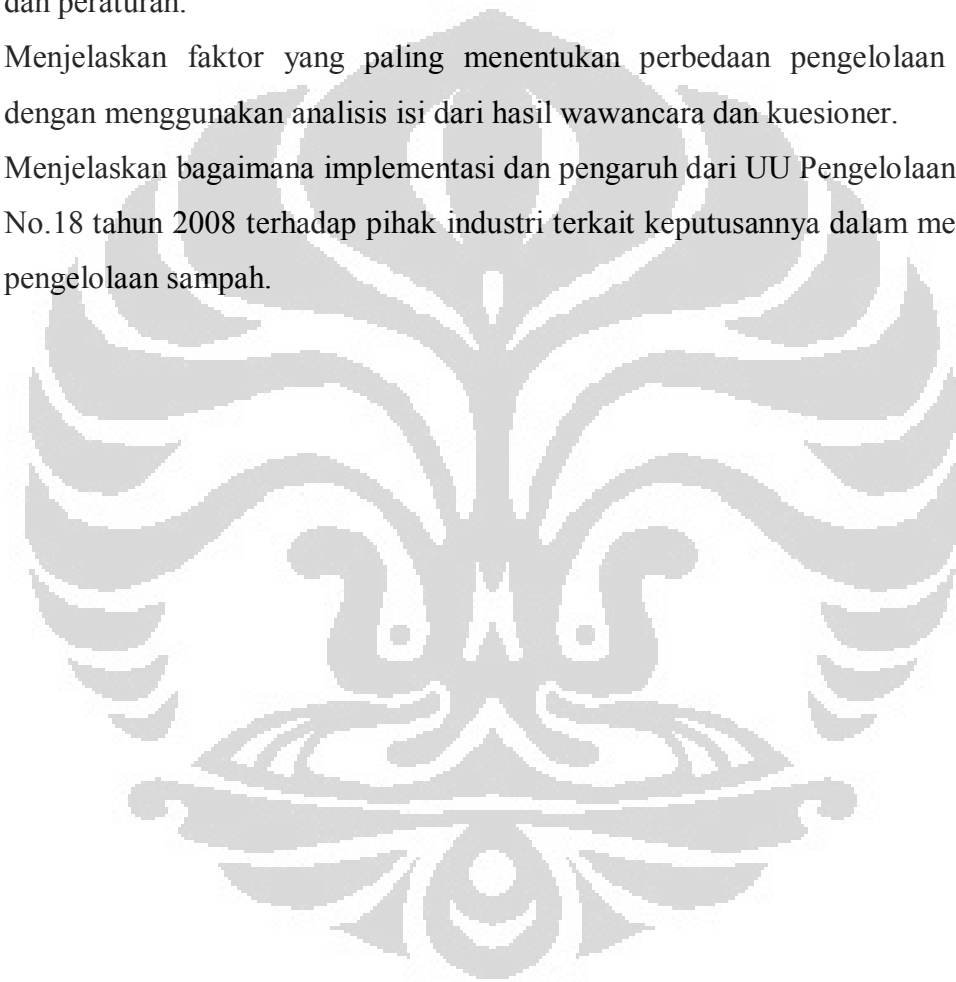 dan peraturan.
Menjelaskan faktor yang paling menentukan perbedaan pengelolaan
dengan menggunakan analisis isi dari hasil wawancara dan kuesioner.
Menjelaskan bagaimana implementasi dan pengaruh dari UU Pengelolaan
No.18 tahun 2008 terhadap pihak industri terkait keputusannya dalam me
pengelolaan sampah.